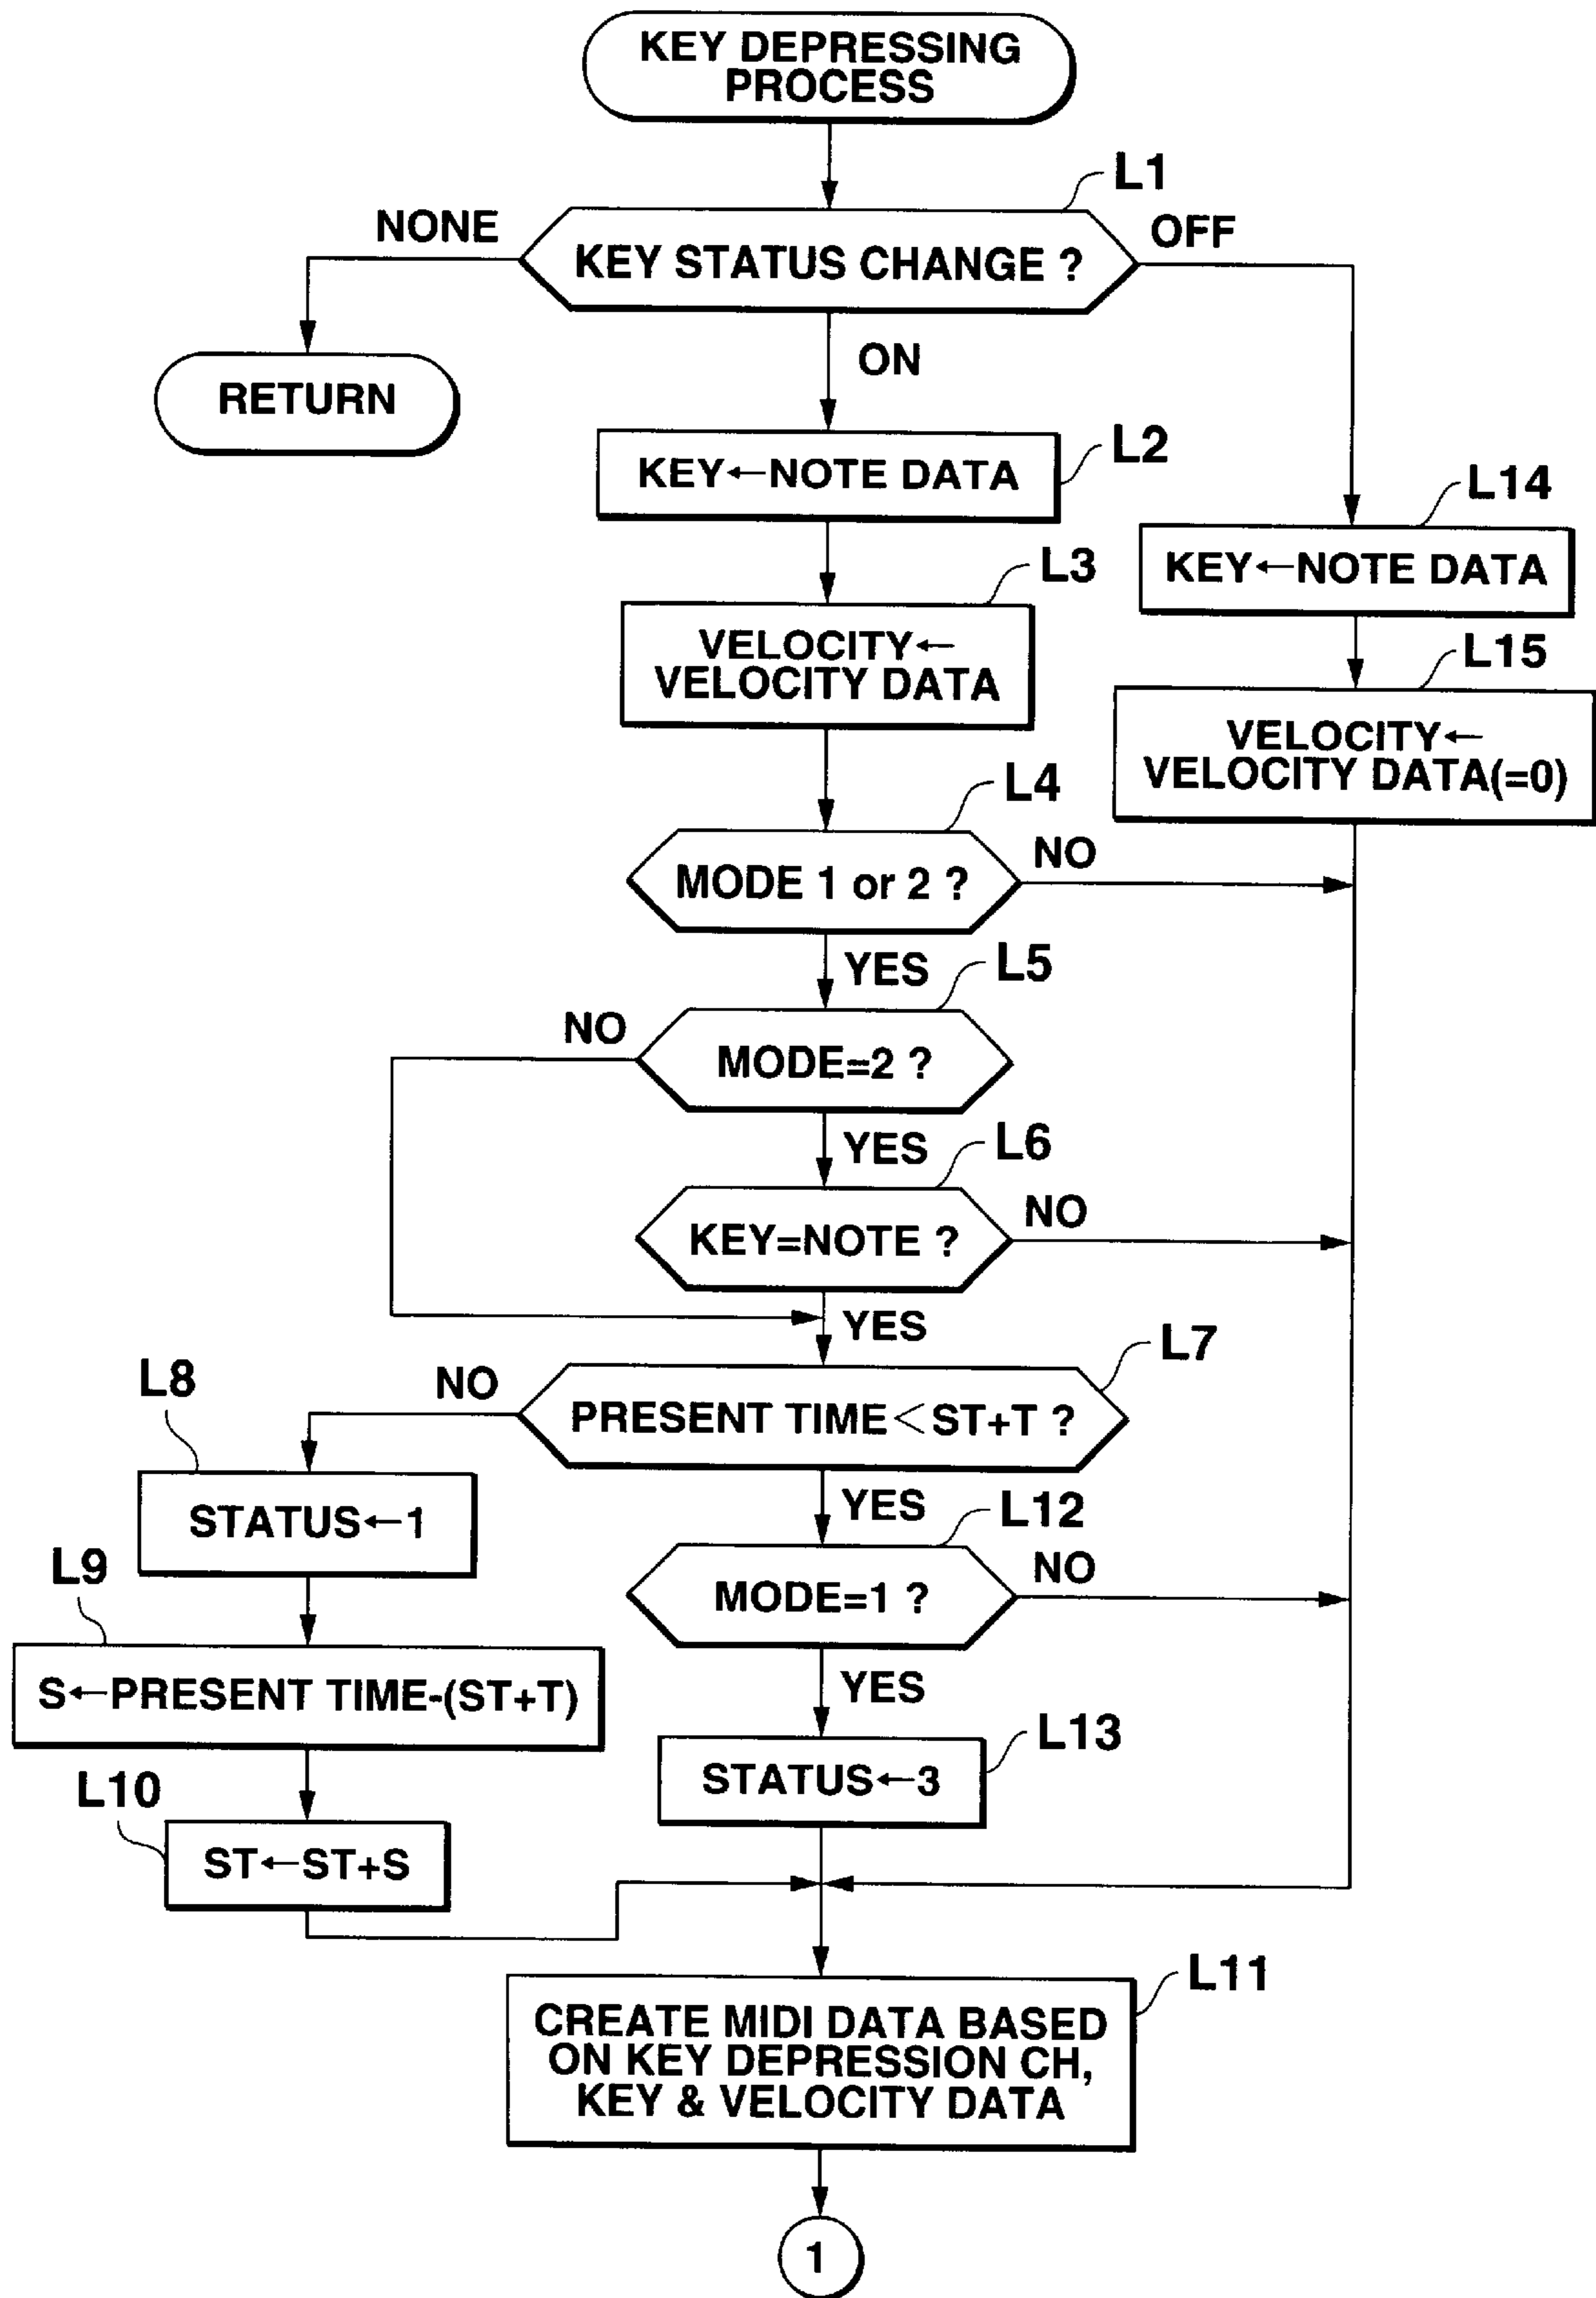 KEY DEPRESSING
PROCESS
L1
NONE
OFF
KEY STATUS CHANGE ?
ON
RETURN
L2
KEY←NOTE DATA
L14
KEY←NOTE DATA
L3
VELOCITY←
VELOCITY DATA
L15
VELOCITY←
VELOCITY DATA(=0)
L4
MODE 1 or 2 ?
NO
YES
L5
NO
MODE=2 ?
YES
L6
KEY=NOTE ?
NO
YES
L7
L8
NO
PRESENT TIME<ST+T ?
STATUS←1
YES
L12
L9
MODE=1 ?
NO
S←PRESENT TIME-(ST+T)
YES
L13
STATUS←3
L10
ST←ST+S
L11
CREATE MIDI DATA BASED
ON KEY DEPRESSION CH,
KEY & VELOCITY DATA
1